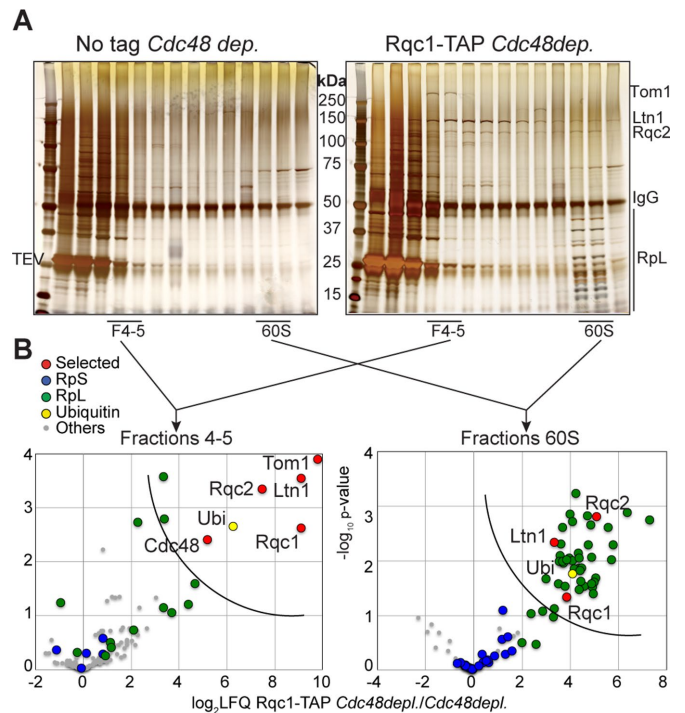 A
No tag Cdc48 dep.
Rqc1-TAP Cdc48dep.
kDa
250
150
100
75
50
37
25
15
Tom1
Ltn1
Rqc2
IgG
RpL
TEV
F4-5
60S
F4-5
60S
B
Selected
RpS
RpL
Ubiquitin
Others
Fractions 4-5
Fractions 60S
4
3
2
1
0
Tom1
Rqc2
Ltn1
Ubi
Cdc48
Rqc1
-2
0
2
4
6
8
10
-log10 p-value
4
3
2
1
0
Rqc2
Ltn1
Ubi
Rqc1
-4
-2
0
2
4
6
8
log2LFQ Rqc1-TAP Cdc48depl./Cdc48depl.